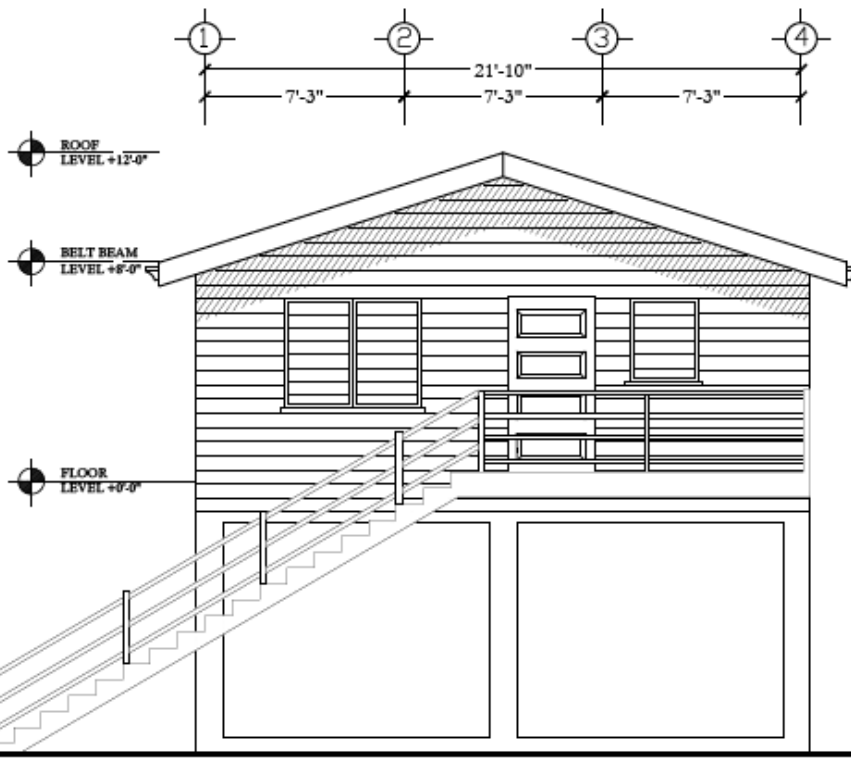 1 2 3 4
21'-10"
7'-3" 7'-3" 7'-3"
ROOF
LEVEL +12'-0"
BELT BEAM
LEVEL +8'-0"
FLOOR
LEVEL +0'-0"